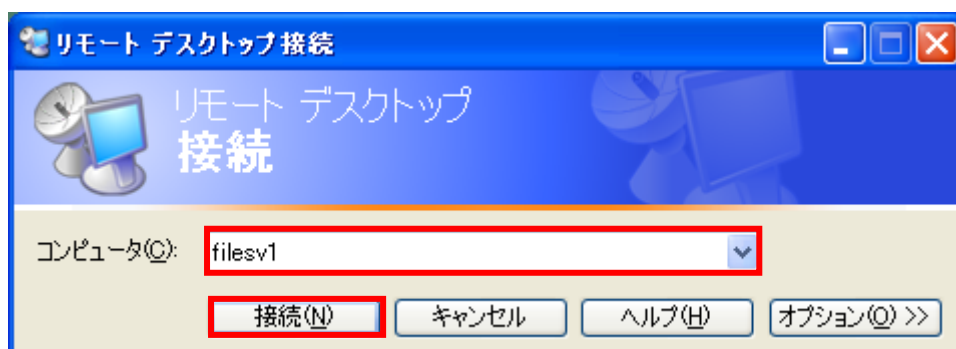 リモート デスクトップ接続
リモート デスクトップ
接続
コンピュータ(C): filesv1
接続(N) キャンセル ヘルプ(H) オプション(O) >>